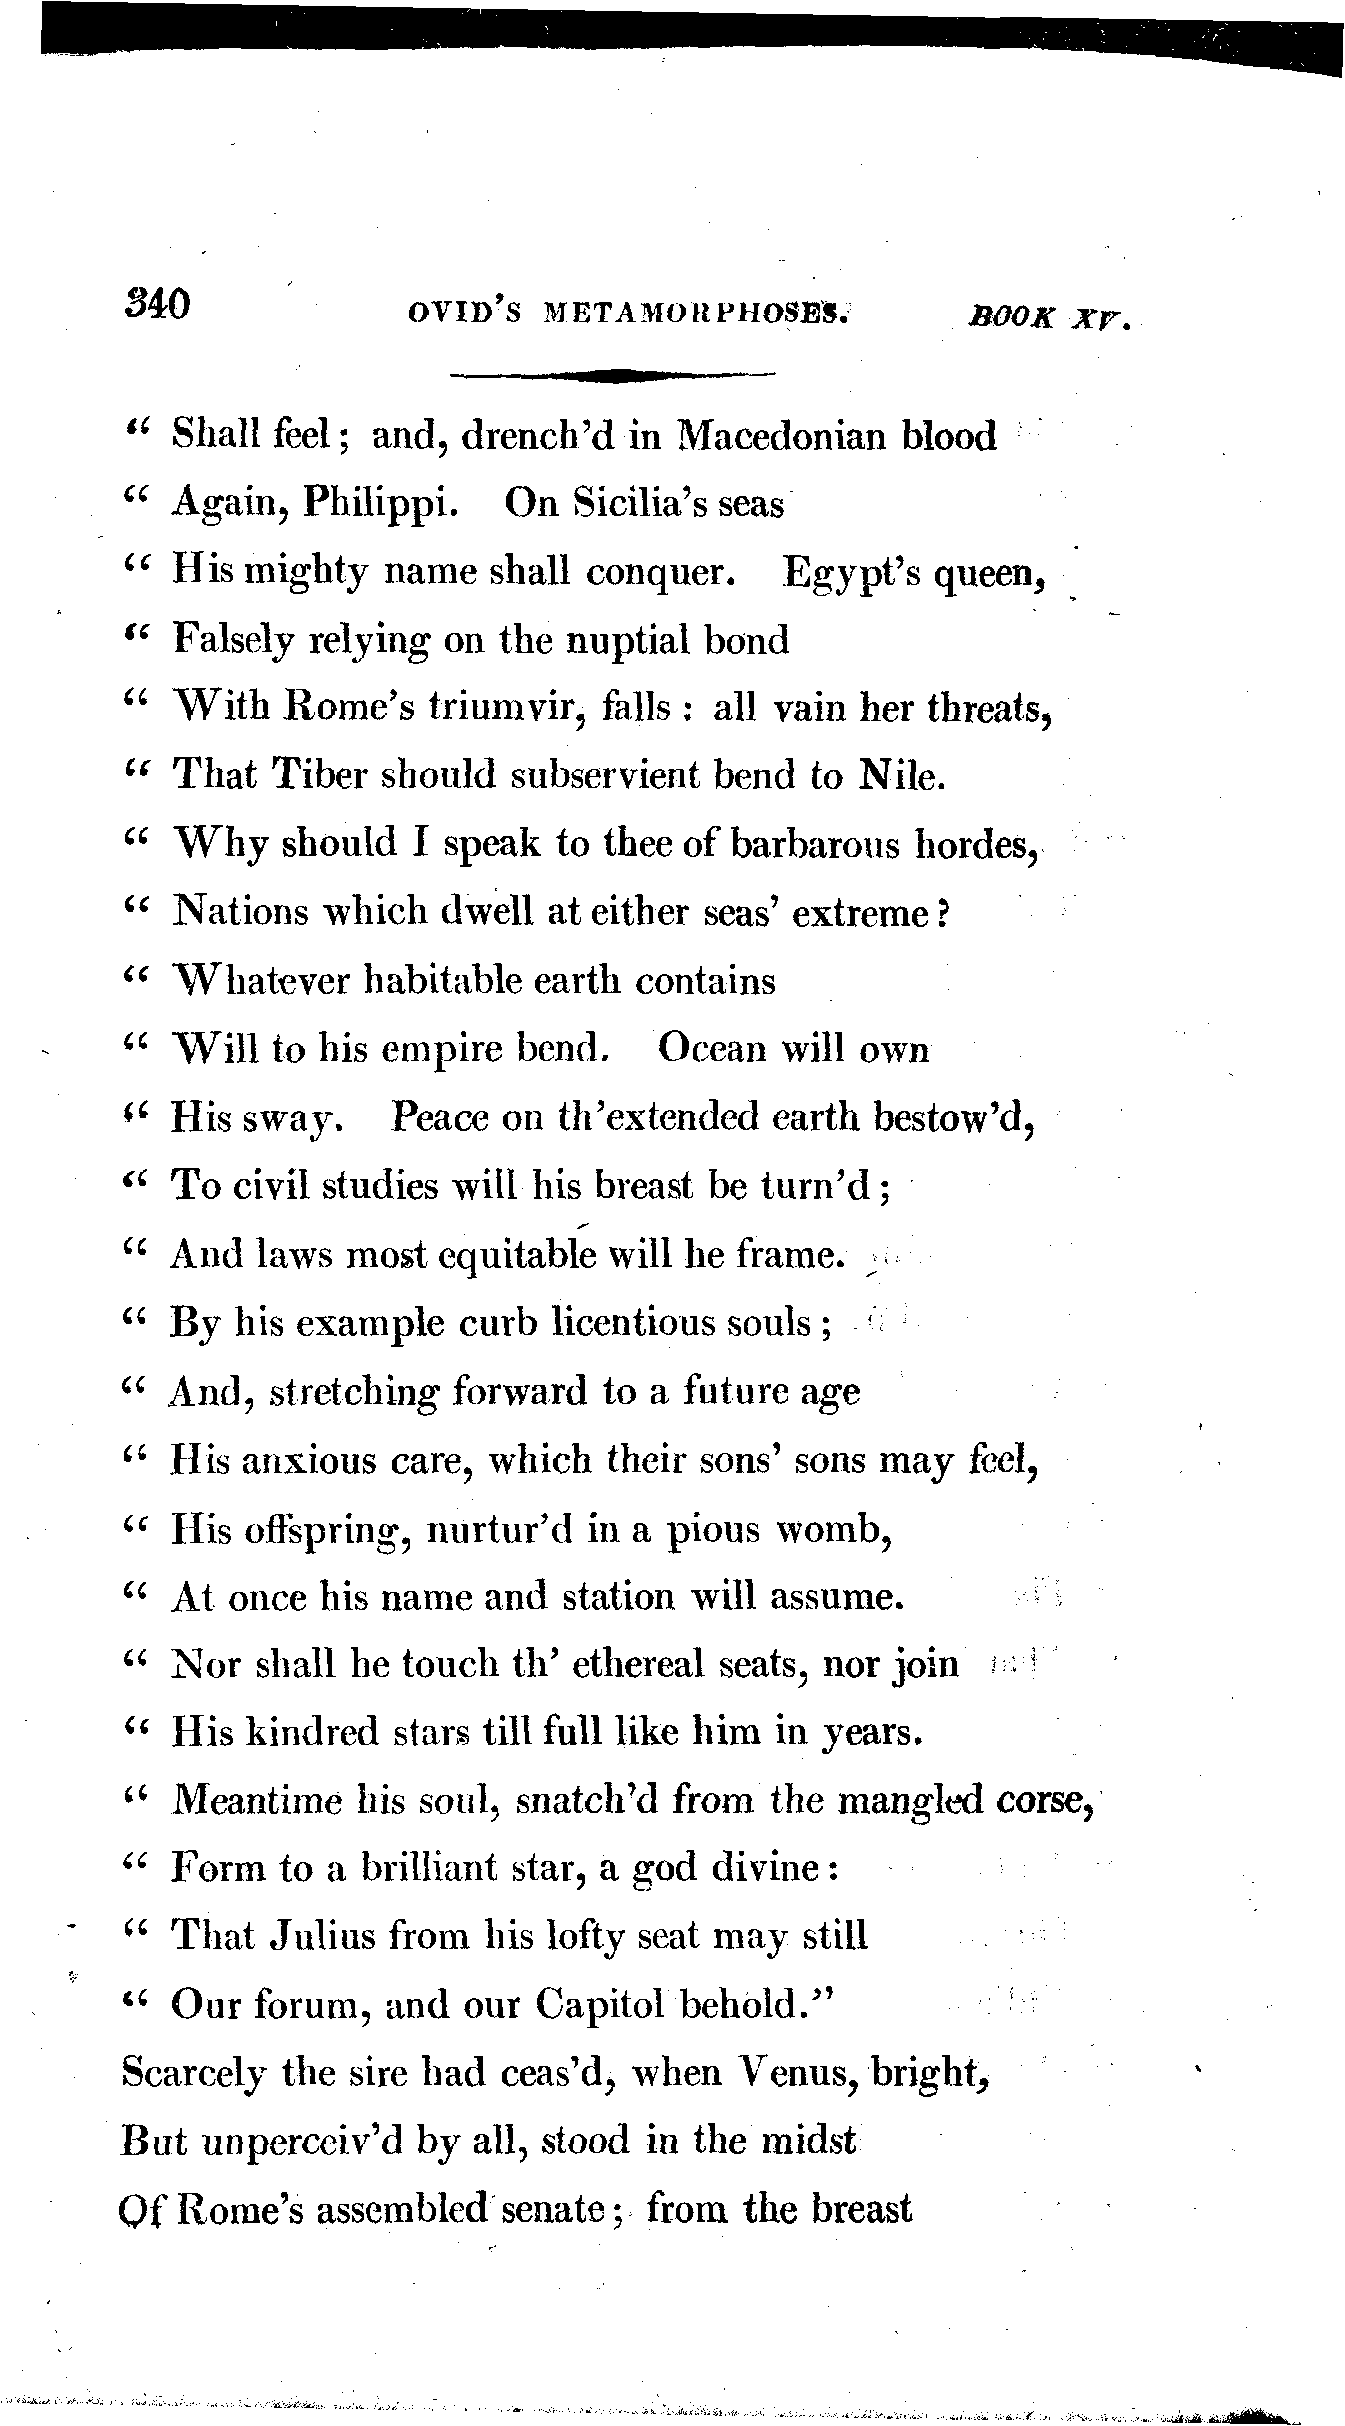 340 OVID'S METAMORPHOSES. BOOK XV.
“ Shall feel; and, drench'd in Macedonian blood
“ Again, Philippi. On Sicilia's seas
“ His mighty name shall conquer. Egypt's queen,
“ Falsely relying on the nuptial bond
“ With Rome's triumvir, falls: all vain her threats,
“ That Tiber should subservient bend to Nile.
“ Why should I speak to thee of barbarous hordes,
“ Nations which dwell at either seas' extreme?
“ Whatever habitable earth contains
“ Will to his empire bend. Ocean will own
“ His sway. Peace on th'extended earth bestow'd,
“ To civil studies will his breast be turn'd;
“ And laws most equitable will he frame.
“ By his example curb licentious souls;
“ And, stretching forward to a future age
“ His anxious care, which their sons' sons may feel,
“ His offspring, nurtur'd in a pious womb,
“ At once his name and station will assume.
“ Nor shall he touch th' ethereal seats, nor join
“ His kindred stars till full like him in years.
“ Meantime his soul, snatch'd from the mangled corse,
“ Form to a brilliant star, a god divine:
“ That Julius from his lofty seat may still
“ Our forum, and our Capitol behold.”
Scarcely the sire had ceas'd, when Venus, bright,
But unperceiv'd by all, stood in the midst
Of Rome's assembled senate; from the breast